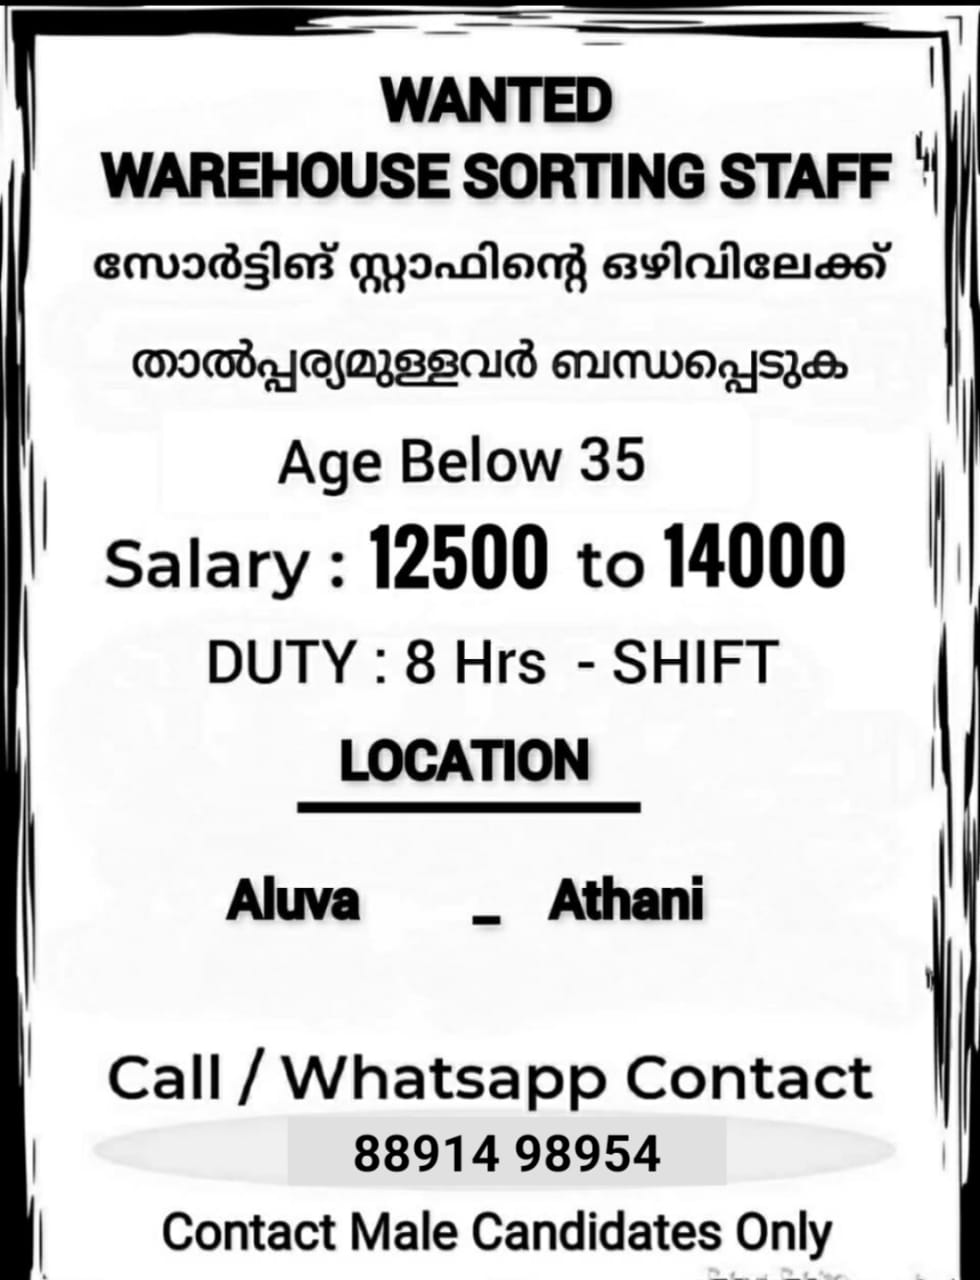 WANTED
WAREHOUSE SORTING STAFF
സോർട്ടിങ് സ്റ്റാഫിന്റെ ഒഴിവിലേക്ക്
താൽപ്പര്യമുള്ളവർ ബന്ധപ്പെടുക
Age Below 35
Salary : 12500 to 14000
DUTY : 8 Hrs - SHIFT
LOCATION
Aluva - Athani
Call / Whatsapp Contact
88914 98954
Contact Male Candidates Only